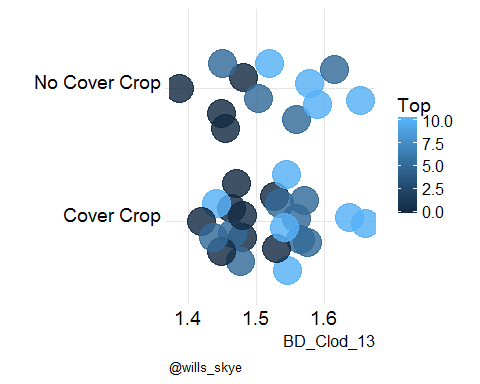 No Cover Crop
Cover Crop
Top
10.0
7.5
5.0
2.5
0.0
1.4 1.5 1.6
BD_Clod_13
@wills_skye